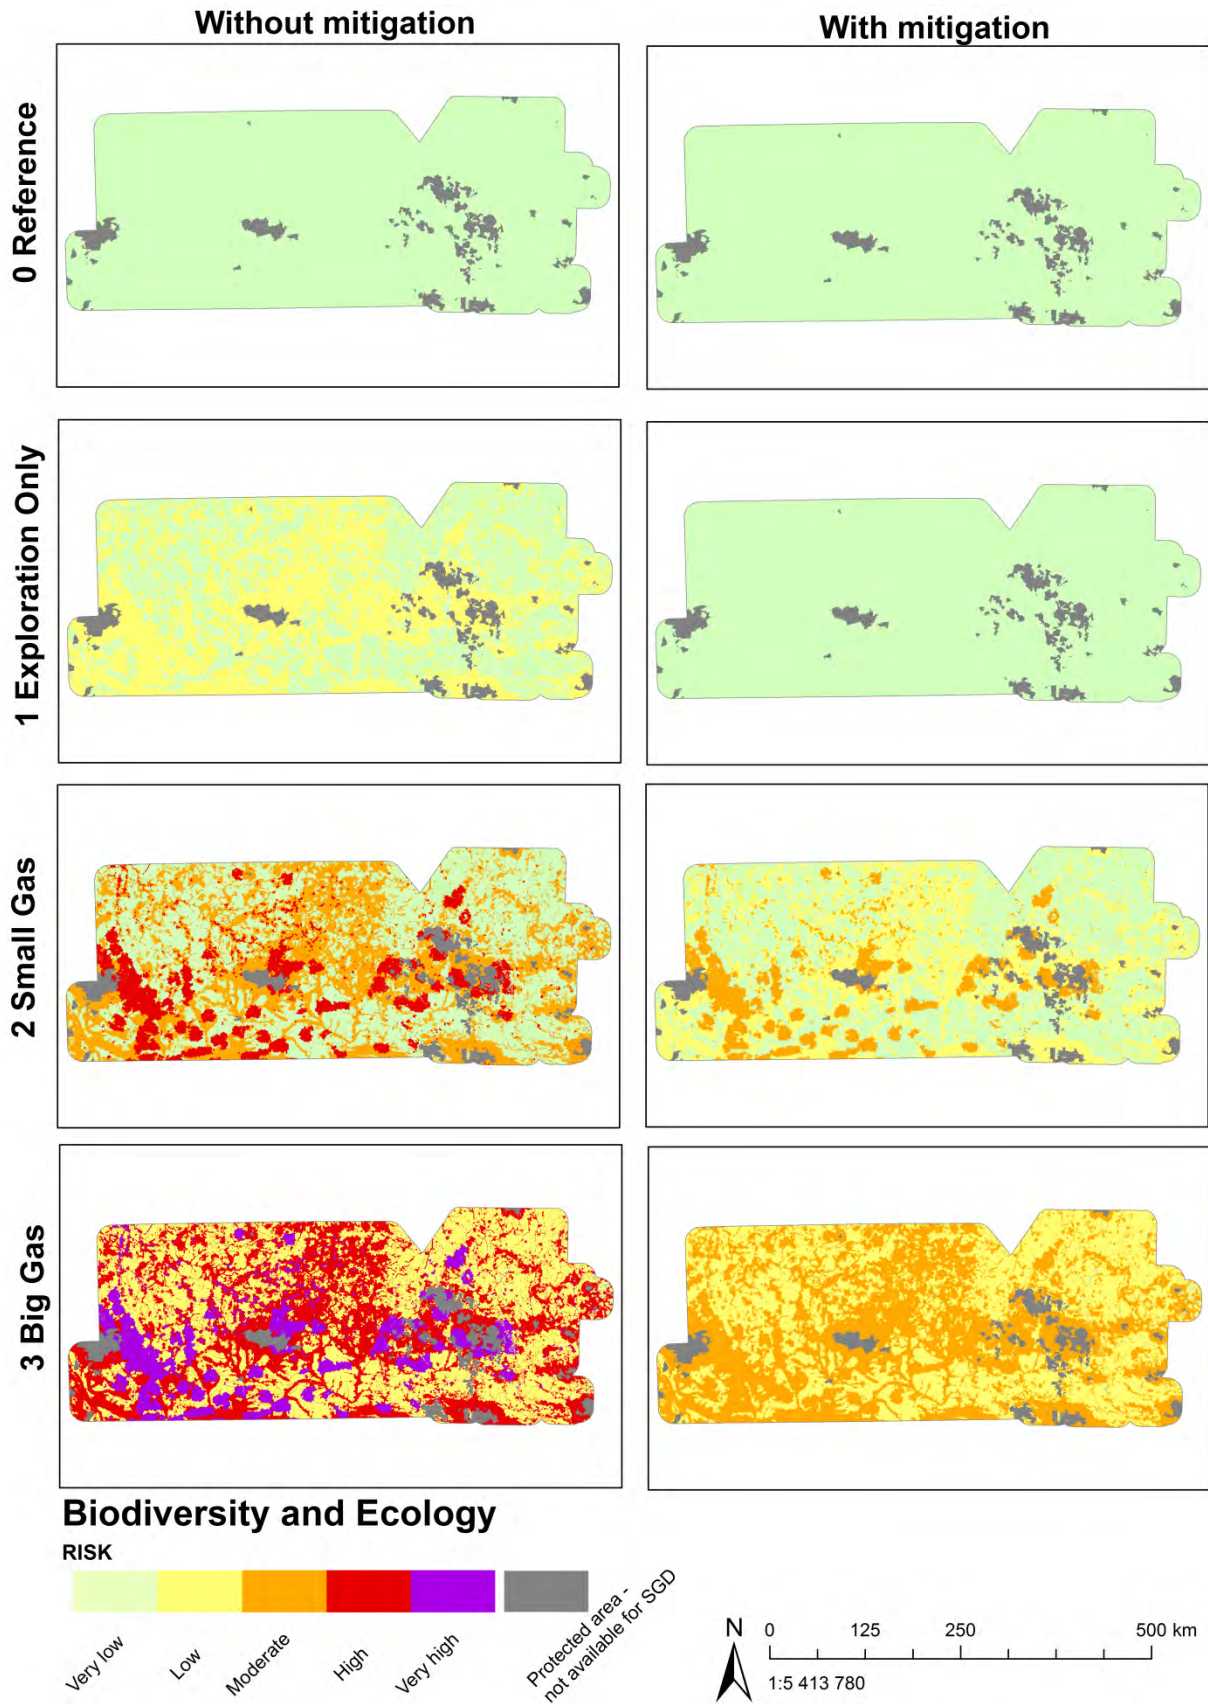 Without mitigation
With mitigation
0 Reference
1 Exploration Only
2 Small Gas
3 Big Gas
Biodiversity and Ecology
RISK
Very low
Low
Moderate
High
Very high
Protected area -
not available for SGD
N
0 125 250 500 km
1:5 413 780